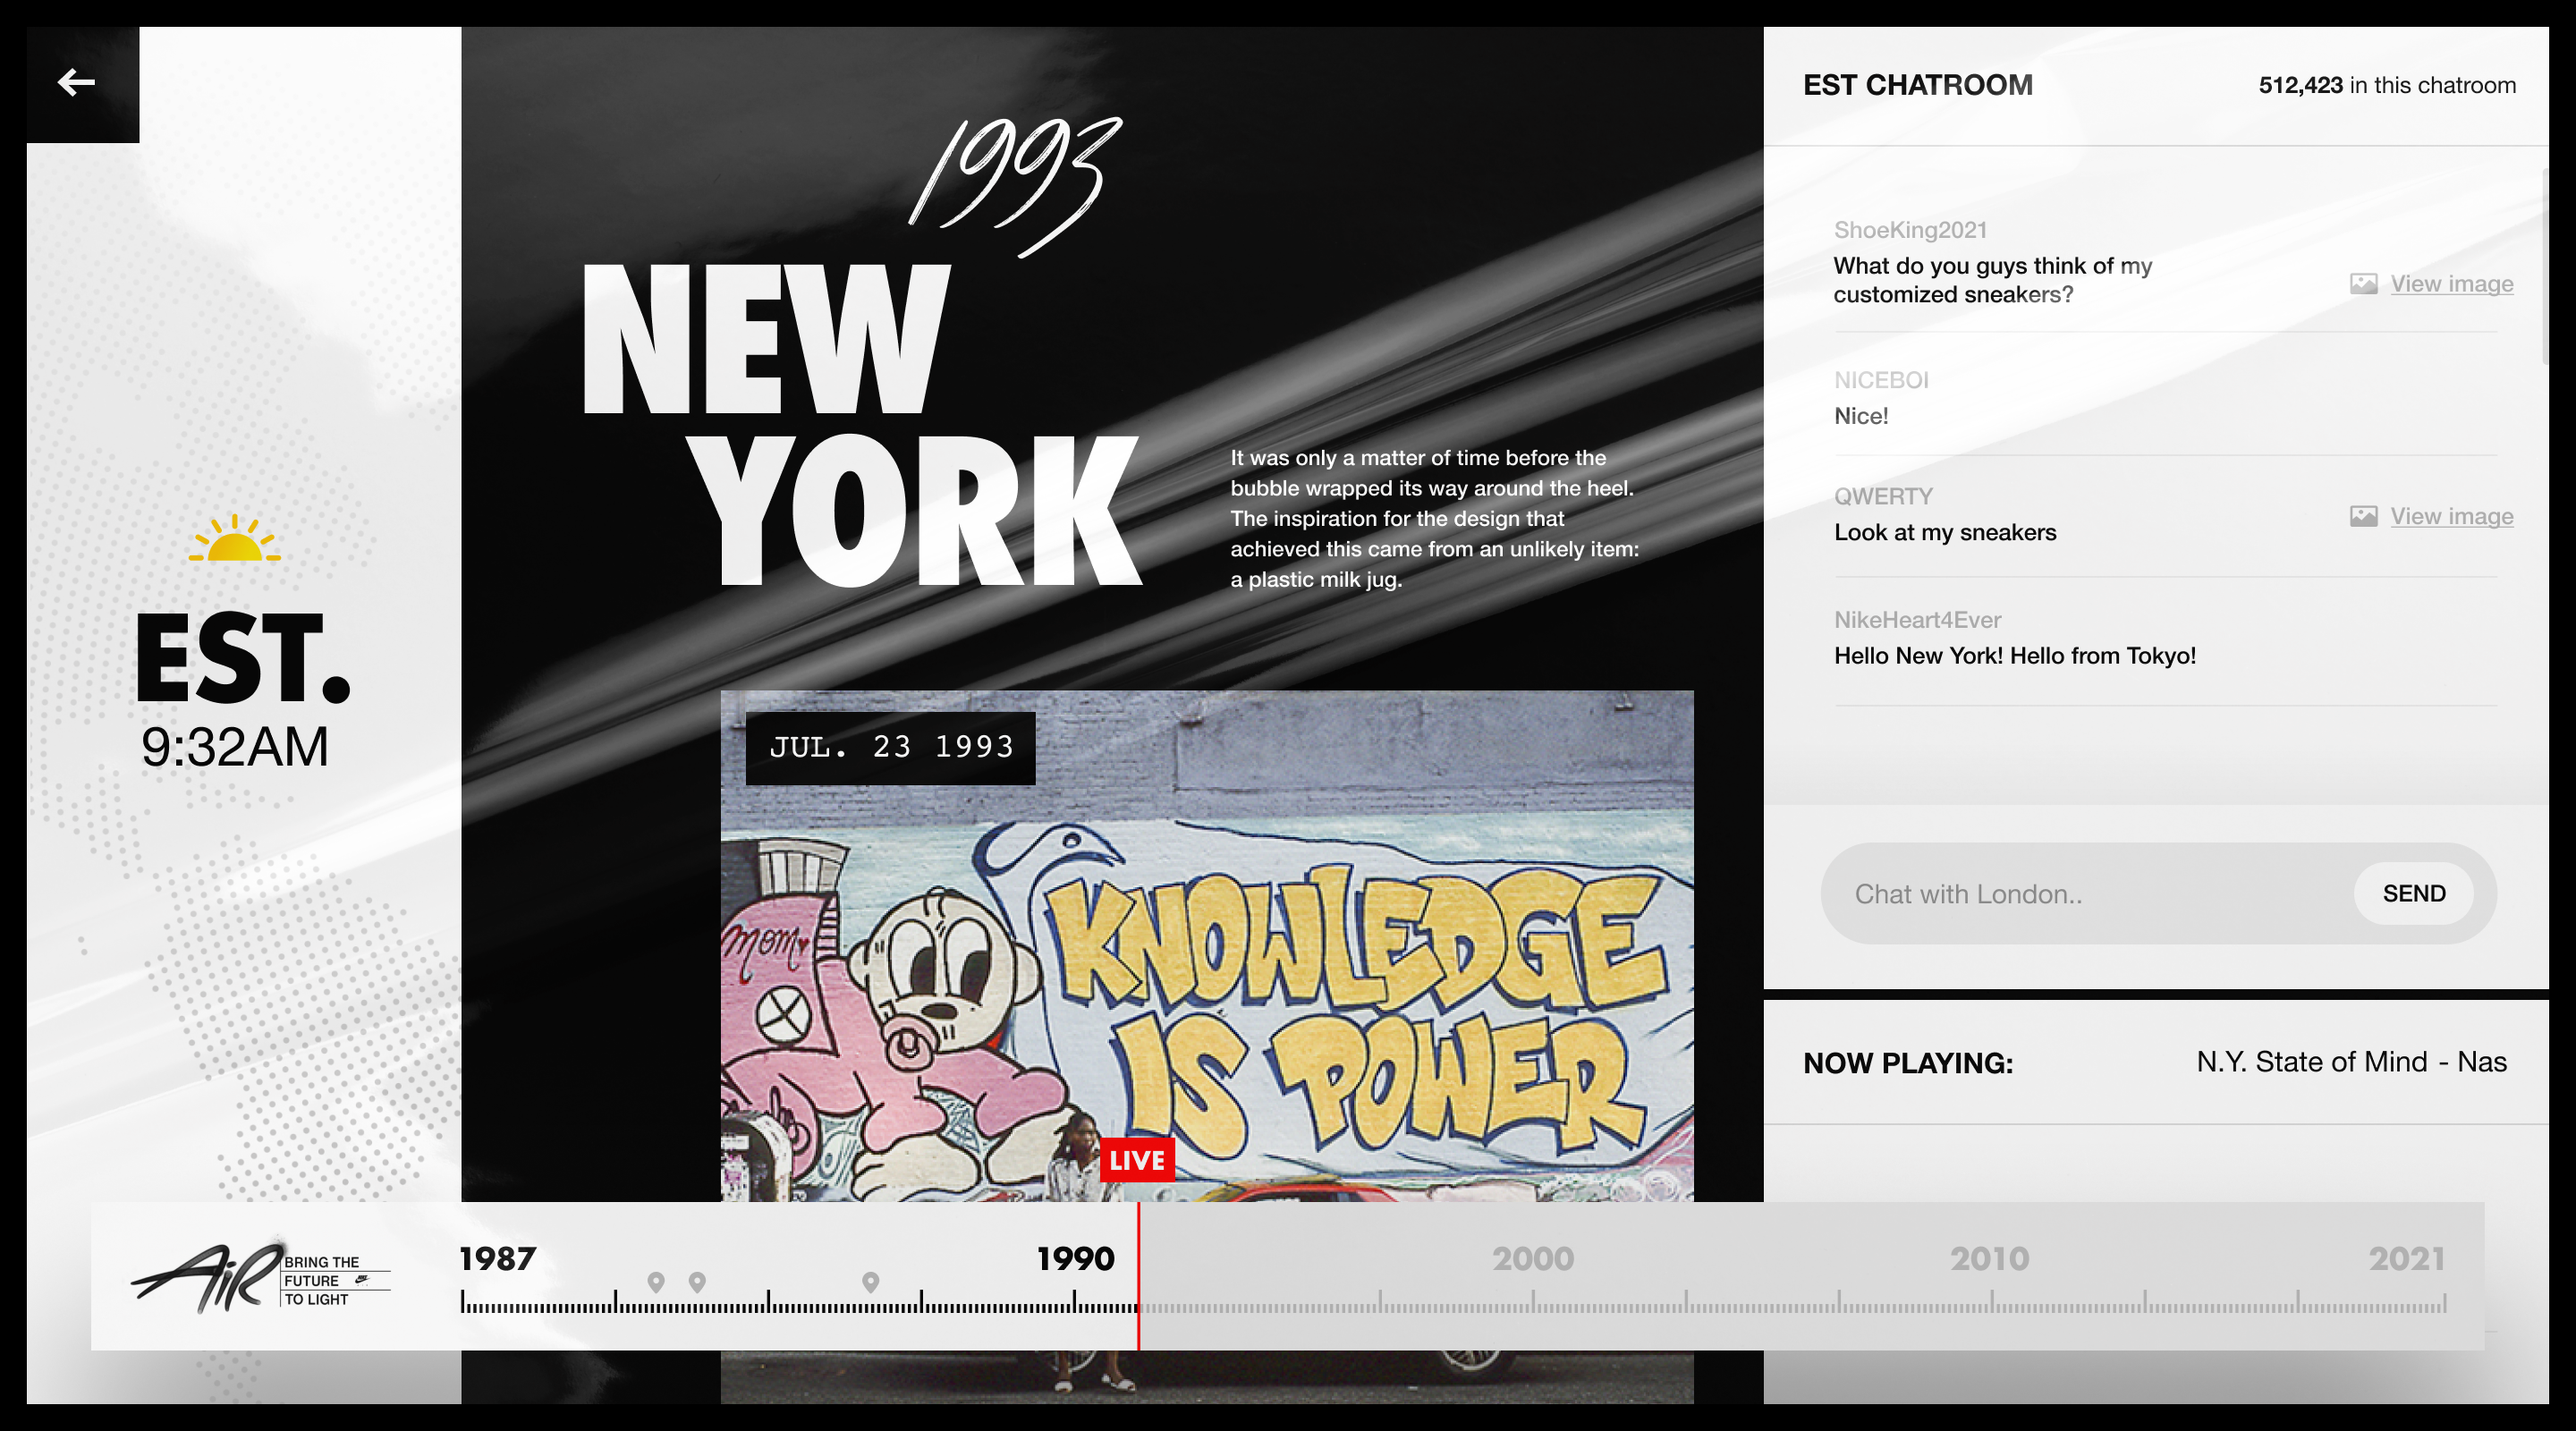 EST CHATROOM
512,423 in this chatroom
1993
NEW
YORK
It was only a matter of time before the
bubble wrapped its way around the heel.
The inspiration for the design that
achieved this came from an unlikely item:
a plastic milk jug.
EST.
9:32AM
ShoeKing2021
What do you guys think of my
customized sneakers?
View image
NICEBOI
Nice!
QWERTY
Look at my sneakers
View image
NikeHeart4Ever
Hello New York! Hello from Tokyo!
Chat with London..
SEND
NOW PLAYING:
N.Y. State of Mind - Nas
JUL. 23 1993
mom
KNOWLEDGE
IS POWER
LIVE
AIR
BRING THE
FUTURE
TO LIGHT
1987
1990
2000
2010
2021